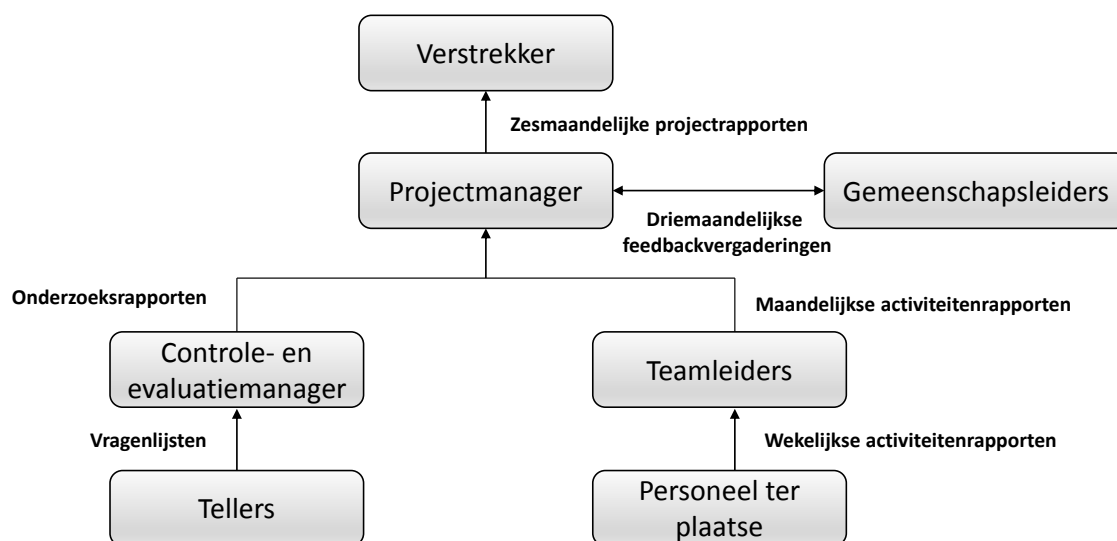 Verstrekker
Zesmaandelijke projectrapporten
Projectmanager
Gemeenschapsleiders
Driemaandelijkse
feedbackvergaderingen
Onderzoeksrapporten
Maandelijkse activiteitenrapporten
Controle- en
evaluatiemanager
Teamleiders
Vragenlijsten
Wekelijkse activiteitenrapporten
Tellers
Personeel ter
plaatse